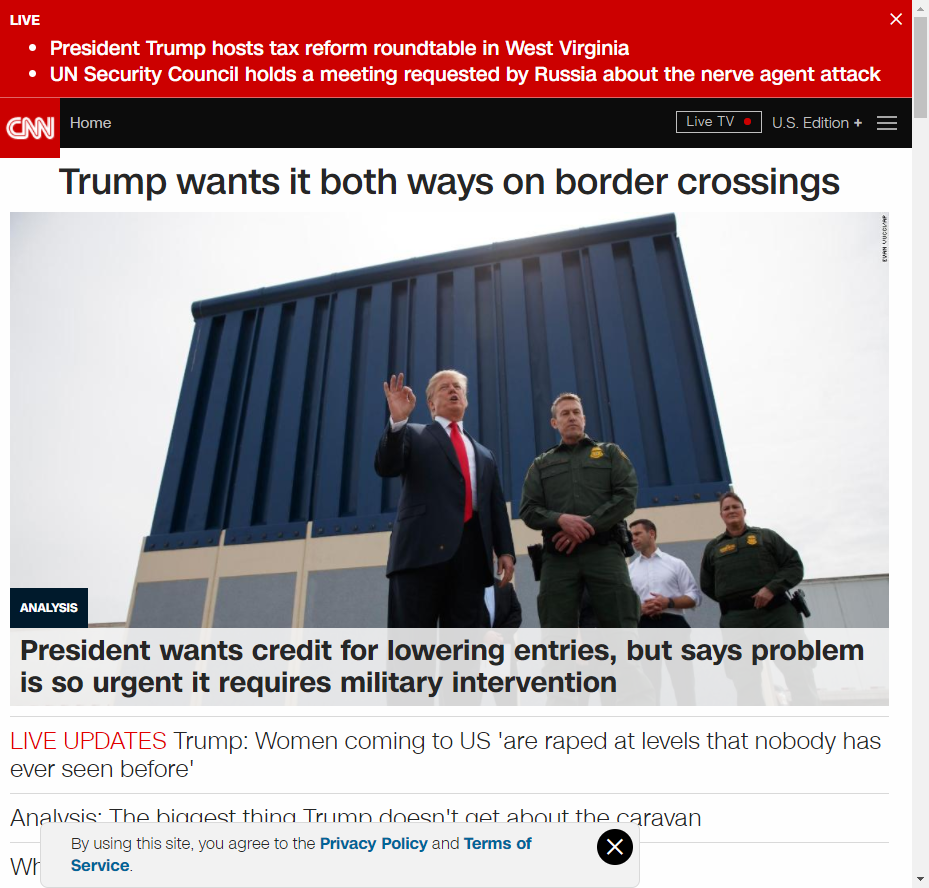 LIVE
President Trump hosts tax reform roundtable in West Virginia
UN Security Council holds a meeting requested by Russia about the nerve agent attack
CNN
Home
Live TV
U.S. Edition +
Trump wants it both ways on border crossings
EVAN VUCCI/AP
ANALYSIS
President wants credit for lowering entries, but says problem
is so urgent it requires military intervention
LIVE UPDATES Trump: Women coming to US 'are raped at levels that nobody has
ever seen before'
Analysis: The biggest thing Trump doesn't get about the caravan
By using this site, you agree to the Privacy Policy and Terms of
Service.